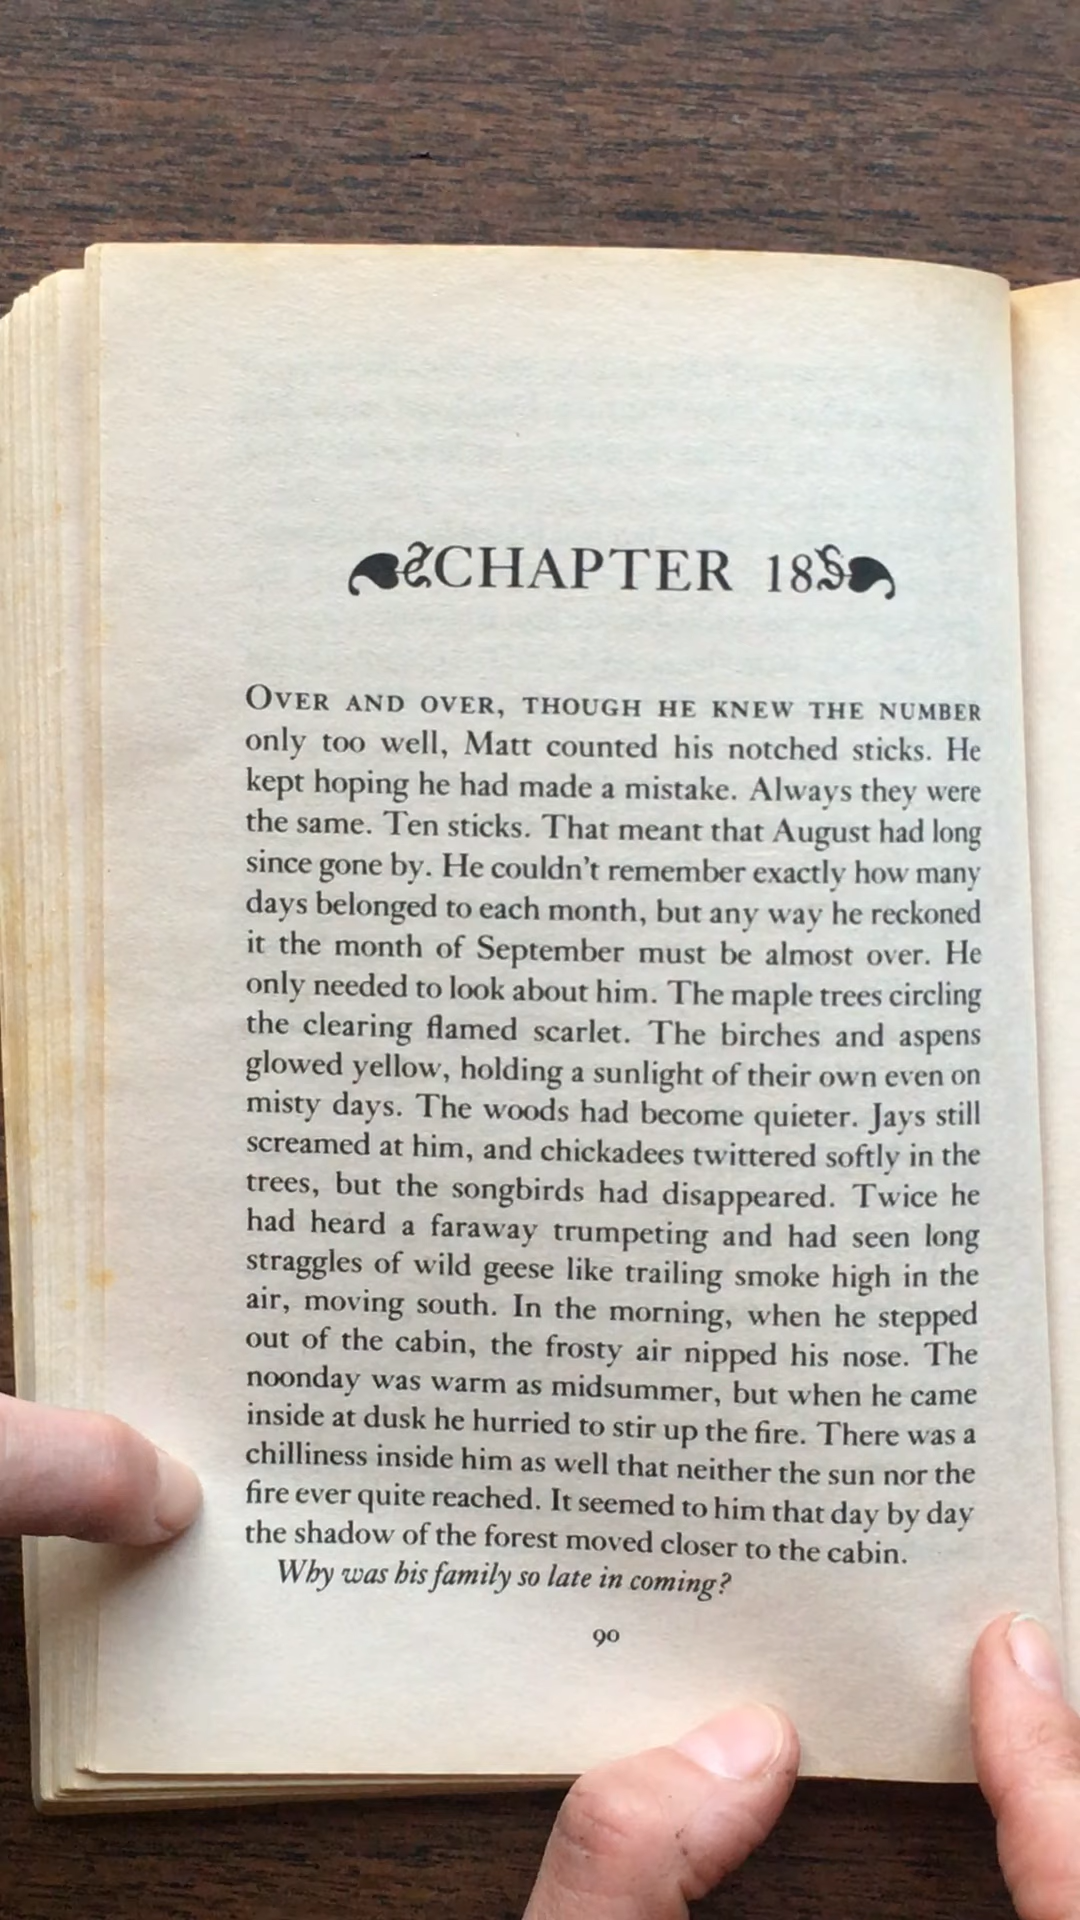 CHAPTER 18
OVER AND OVER, THOUGH HE KNEW THE NUMBER
only too well, Matt counted his notched sticks. He
kept hoping he had made a mistake. Always they were
the same. Ten sticks. That meant that August had long
since gone by. He couldn't remember exactly how many
days belonged to each month, but any way he reckoned
it the month of September must be almost over. He
only needed to look about him. The maple trees circling
the clearing flamed scarlet. The birches and aspens
glowed yellow, holding a sunlight of their own even on
misty days. The woods had become quieter. Jays still
screamed at him, and chickadees twittered softly in the
trees, but the songbirds had disappeared. Twice he
had heard a faraway trumpeting and had seen long
straggles of wild geese like trailing smoke high in the
air, moving south. In the morning, when he stepped
out of the cabin, the frosty air nipped his nose. The
noonday was warm as midsummer, but when he came
inside at dusk he hurried to stir up the fire. There was a
chilliness inside him as well that neither the sun nor the
fire ever quite reached. It seemed to him that day by day
the shadow of the forest moved closer to the cabin.
Why was his family so late in coming?
90